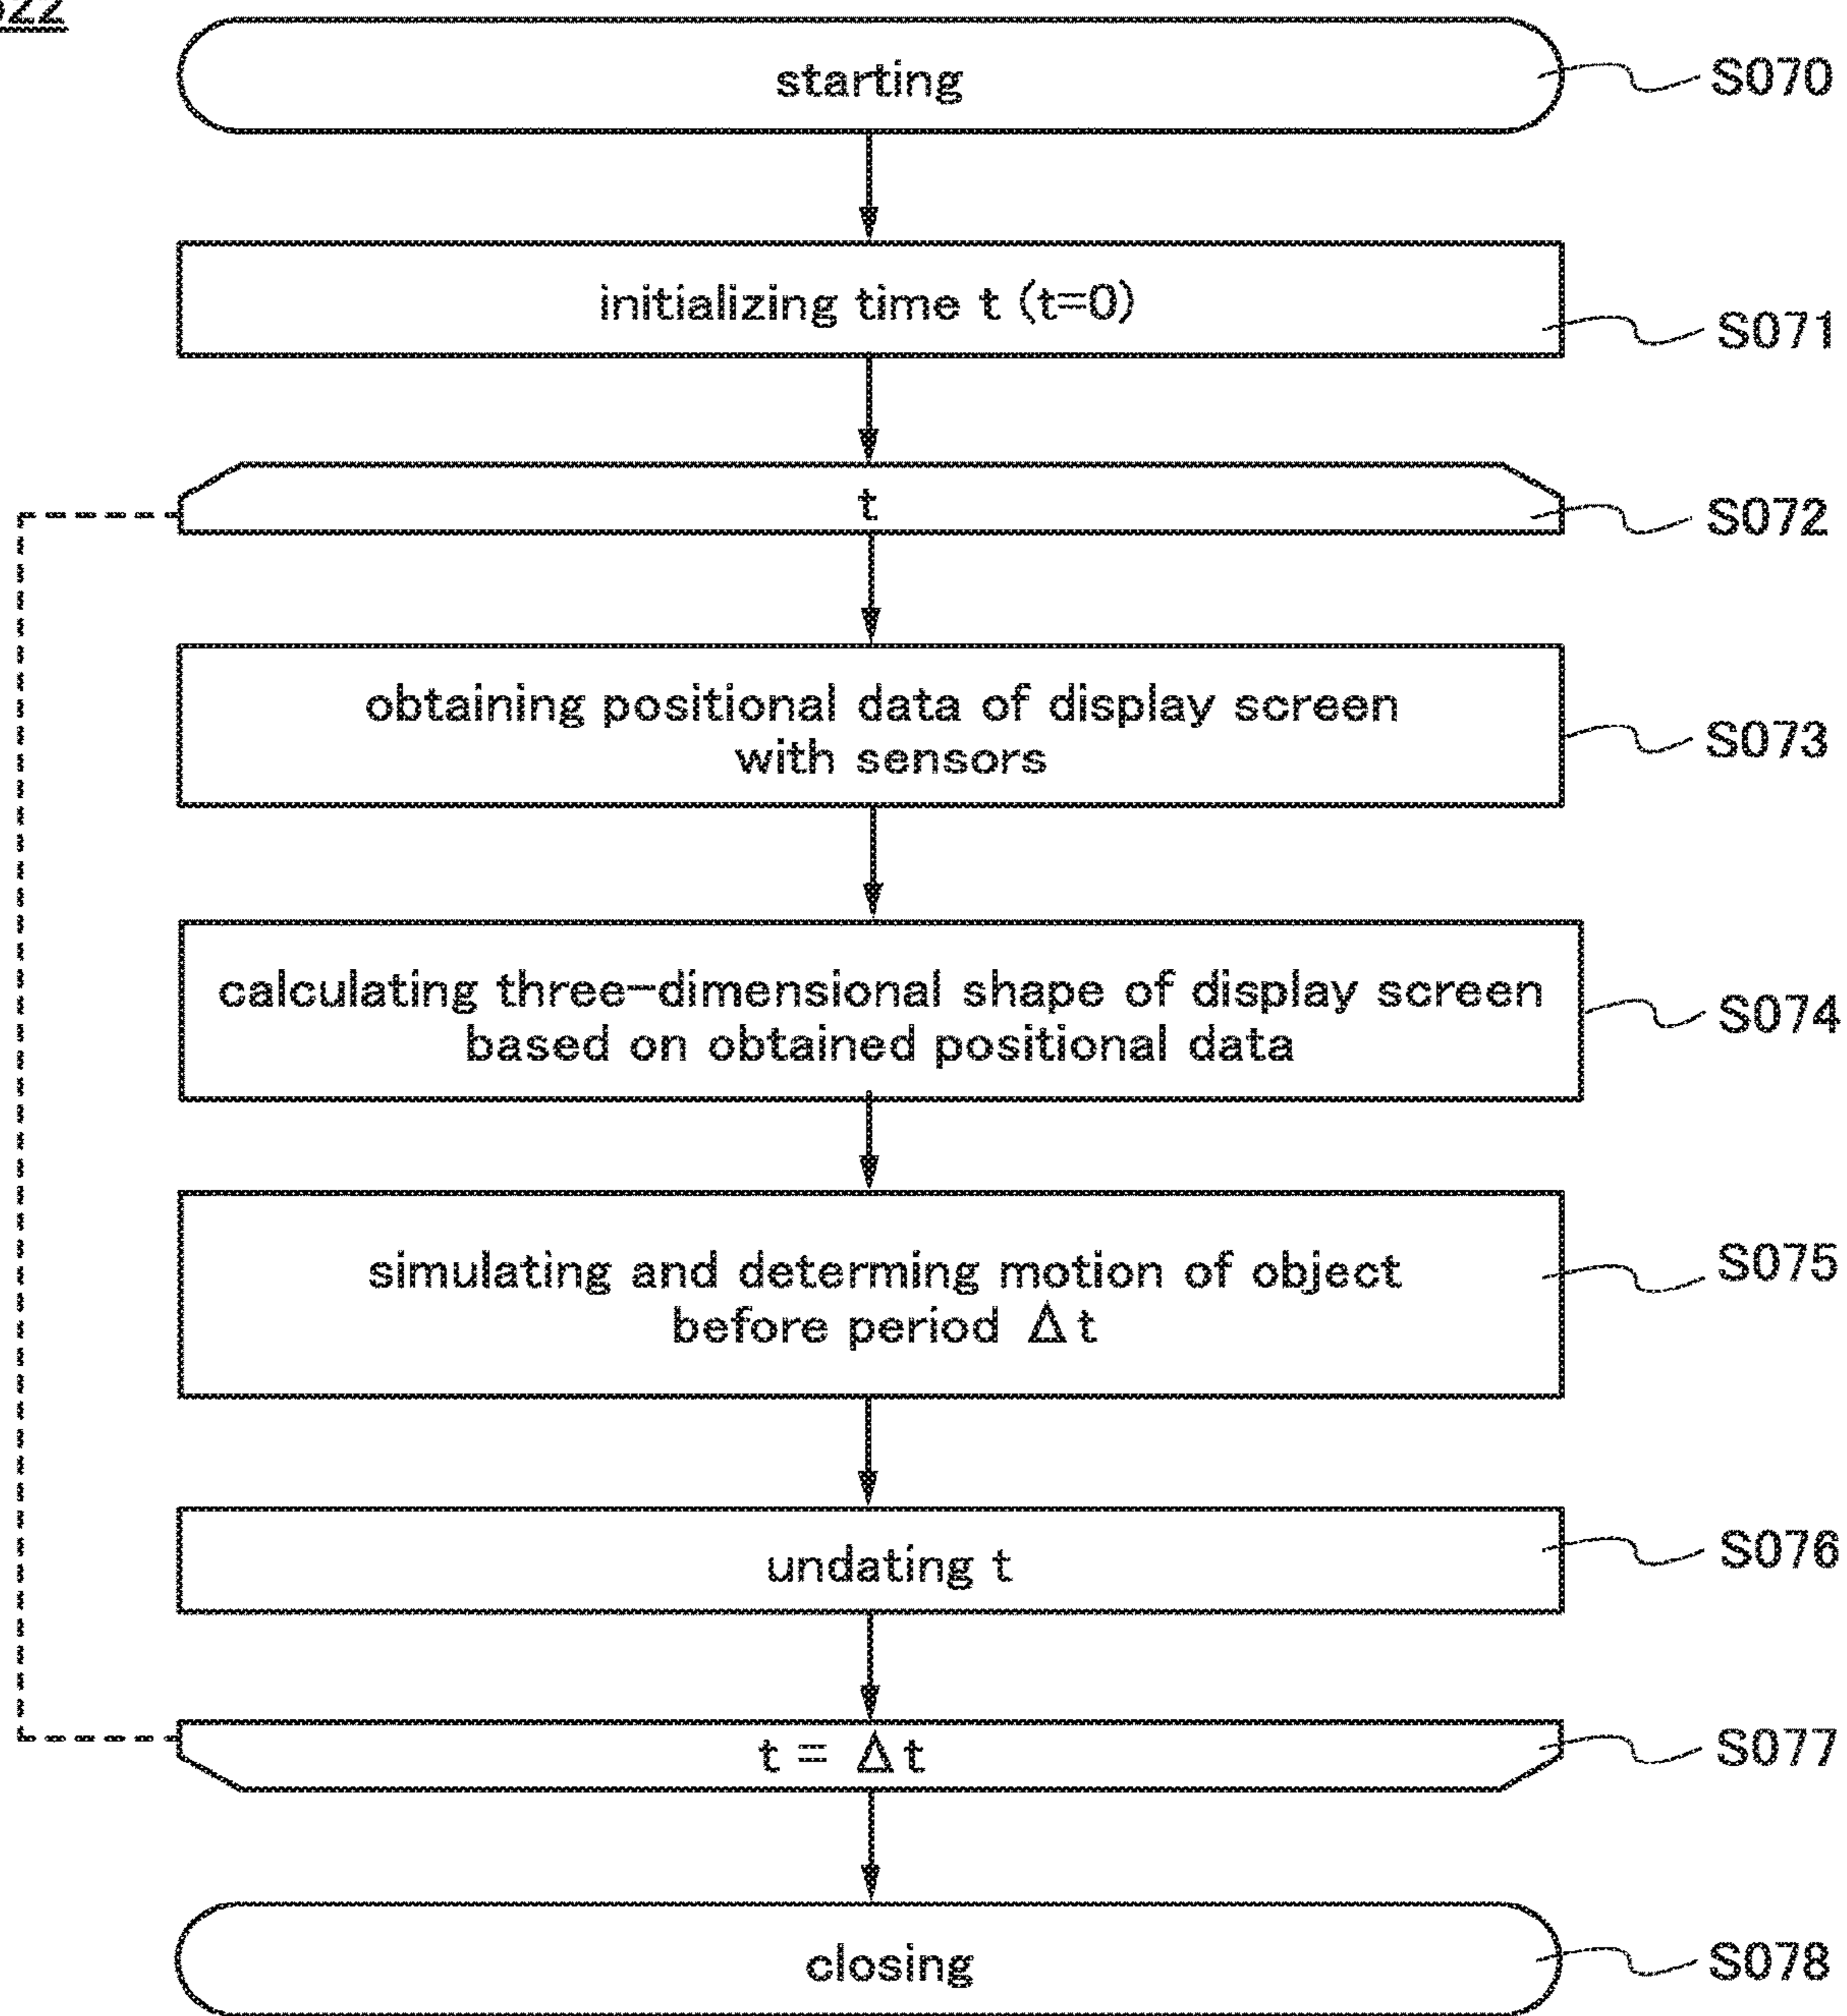 starting
S070
initializing time t (t=0)
S071
t
S072
obtaining positional data of display screen
with sensors
S073
calculating three-dimensional shape of display screen
based on obtained positional data
S074
simulating and determing motion of object
before period Δt
S075
undating t
S076
t = Δt
S077
closing
S078